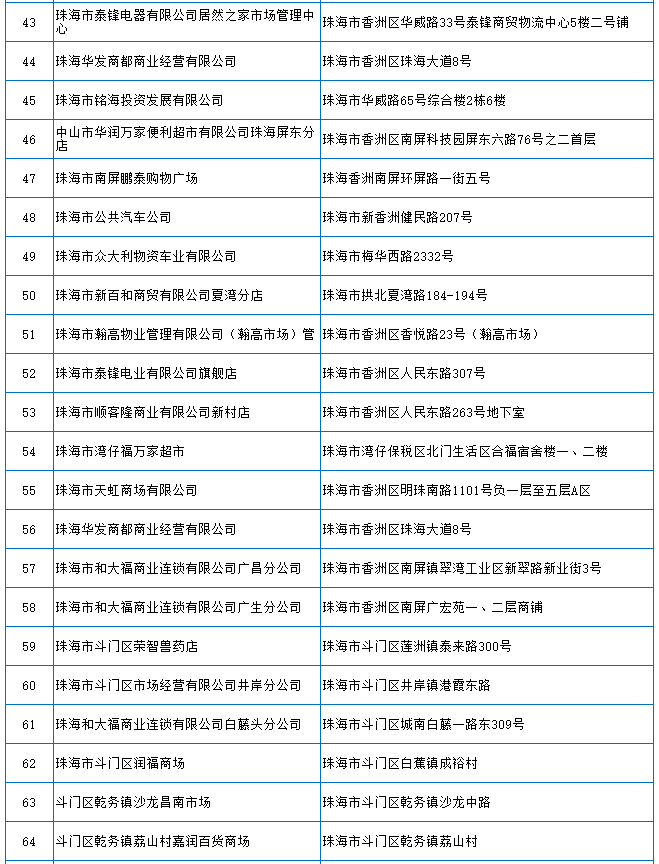 43 珠海市泰锋电器有限公司居然之家市场管理中心 珠海市香洲区华威路33号泰锋商贸物流中心5楼二号铺
44 珠海华发商都商业经营有限公司 珠海市香洲区珠海大道8号
45 珠海市铭海投资发展有限公司 珠海市华威路65号综合楼2栋6楼
46 中山市华润万家便利超市有限公司珠海屏东分店 珠海市香洲区南屏科技园屏东六路76号之二首层
47 珠海市南屏鹏泰购物广场 珠海香洲南屏环屏路一街五号
48 珠海市公共汽车公司 珠海市新香洲健民路207号
49 珠海市众大利物资车业有限公司 珠海市梅华西路2332号
50 珠海市新百和商贸有限公司夏湾分店 珠海市拱北夏湾路184-194号
51 珠海市瀚高物业管理有限公司（瀚高市场）管 珠海市香洲区香悦路23号（瀚高市场）
52 珠海市泰锋电业有限公司旗舰店 珠海市香洲区人民东路307号
53 珠海市顺客隆商业有限公司新村店 珠海市香洲区人民东路263号地下室
54 珠海市湾仔福万家超市 珠海市湾仔保税区北门生活区合福宿舍楼一、二楼
55 珠海市天虹商场有限公司 珠海市香洲区明珠南路1101号负一层至五层A区
56 珠海华发商都商业经营有限公司 珠海市香洲区珠海大道8号
57 珠海市和大福商业连锁有限公司广昌分公司 珠海市香洲区南屏镇翠湾工业区新翠路新业街3号
58 珠海市和大福商业连锁有限公司广生分公司 珠海市香洲区南屏广宏苑一、二层商铺
59 珠海市斗门区荣智兽药店 珠海市斗门区莲洲镇泰来路300号
60 珠海市斗门区市场经营有限公司井岸分公司 珠海市斗门区井岸镇港霞东路
61 珠海和大福商业连锁有限公司白藤头分公司 珠海市斗门区城南白藤一路东309号
62 珠海市斗门区润福商场 珠海市斗门区白蕉镇成裕村
63 斗门区乾务镇沙龙昌南市场 珠海市斗门区乾务镇沙龙中路
64 斗门区乾务镇荔山村嘉润百货商场 珠海市斗门区乾务镇荔山村